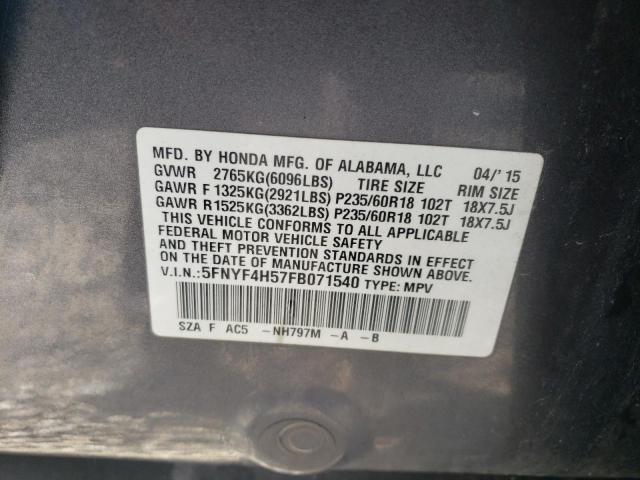 MFD. BY HONDA MFG. OF ALABAMA, LLC 04/'15
GVWR 2765KG(6096LBS) TIRE SIZE RIM SIZE
GAWR F 1325KG(2921LBS) P235/60R18 102T 18X7.5J
GAWR R1525KG(3362LBS) P235/60R18 102T 18X7.5J
THIS VEHICLE CONFORMS TO ALL APPLICABLE
FEDERAL MOTOR VEHICLE SAFETY
AND THEFT PREVENTION STANDARDS IN EFFECT
ON THE DATE OF MANUFACTURE SHOWN ABOVE.
V.I.N.:5FNYF4H57FB071540 TYPE: MPV
SZA F AC5 -NH797M -A -B